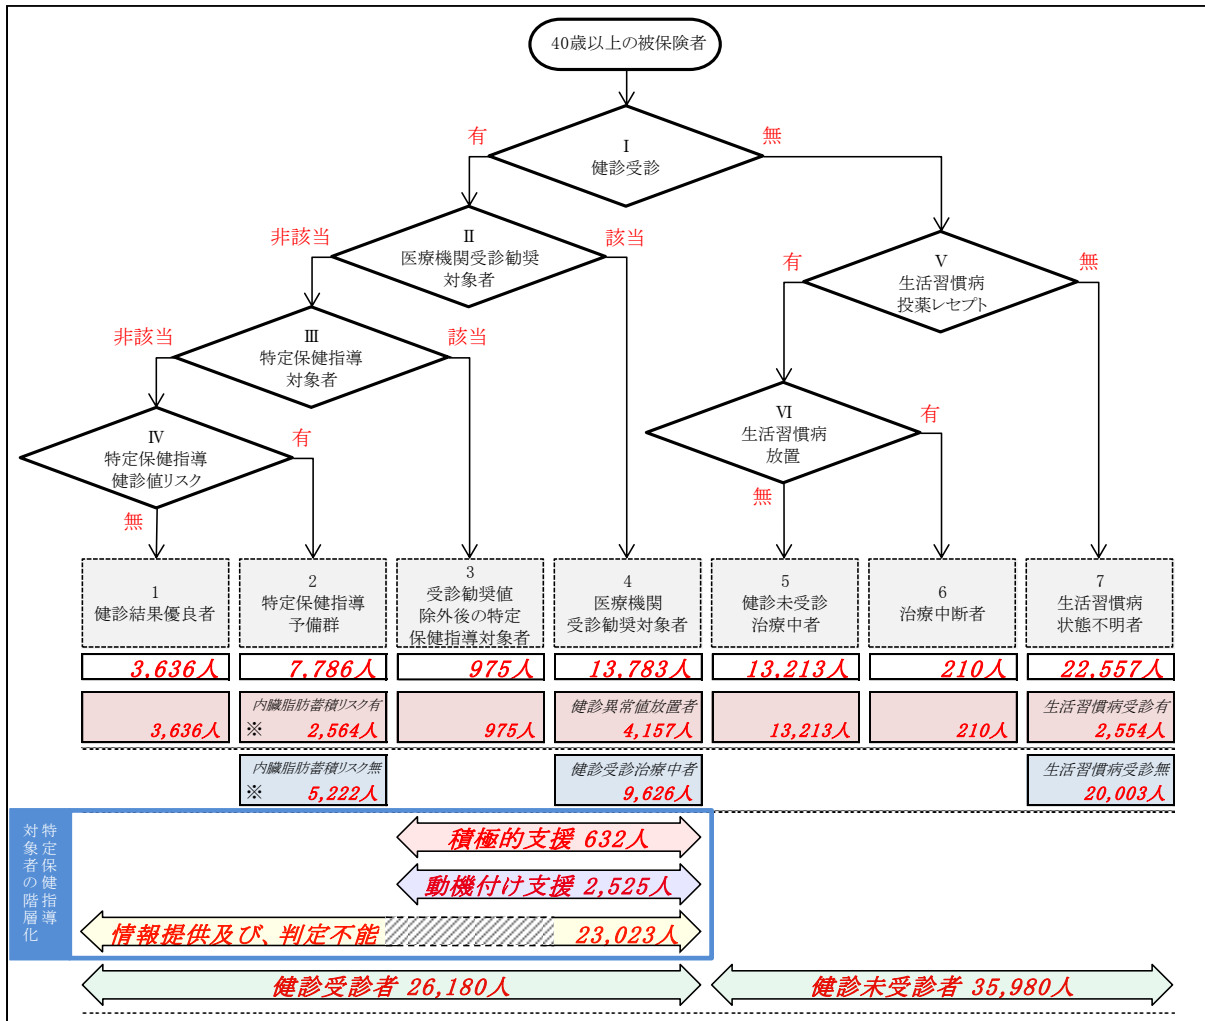 40歳以上の被保険者
Ⅰ
健診受診
有
無
Ⅱ
医療機関受診勧奨
対象者
非該当
該当
Ⅴ
生活習慣病
投薬レセプト
有
無
Ⅲ
特定保健指導
対象者
非該当
該当
Ⅵ
生活習慣病
放置
有
無
Ⅳ
特定保健指導
健診値リスク
有
無
1
健診結果優良者
2
特定保健指導
予備群
3
受診勧奨値
除外後の特定
保健指導対象者
4
医療機関
受診勧奨対象者
5
健診未受診
治療中者
6
治療中断者
7
生活習慣病
状態不明者
3,636人
7,786人
975人
13,783人
13,213人
210人
22,557人
3,636人
内臓脂肪蓄積リスク有
※ 2,564人
975人
健診異常値放置者
4,157人
13,213人
210人
生活習慣病受診有
2,554人
内臓脂肪蓄積リスク無
※ 5,222人
健診受診治療中者
9,626人
生活習慣病受診無
20,003人
特定保健指導
対象者の階層化
積極的支援 632人
動機付け支援 2,525人
情報提供及び、判定不能 23,023人
健診受診者 26,180人
健診未受診者 35,980人